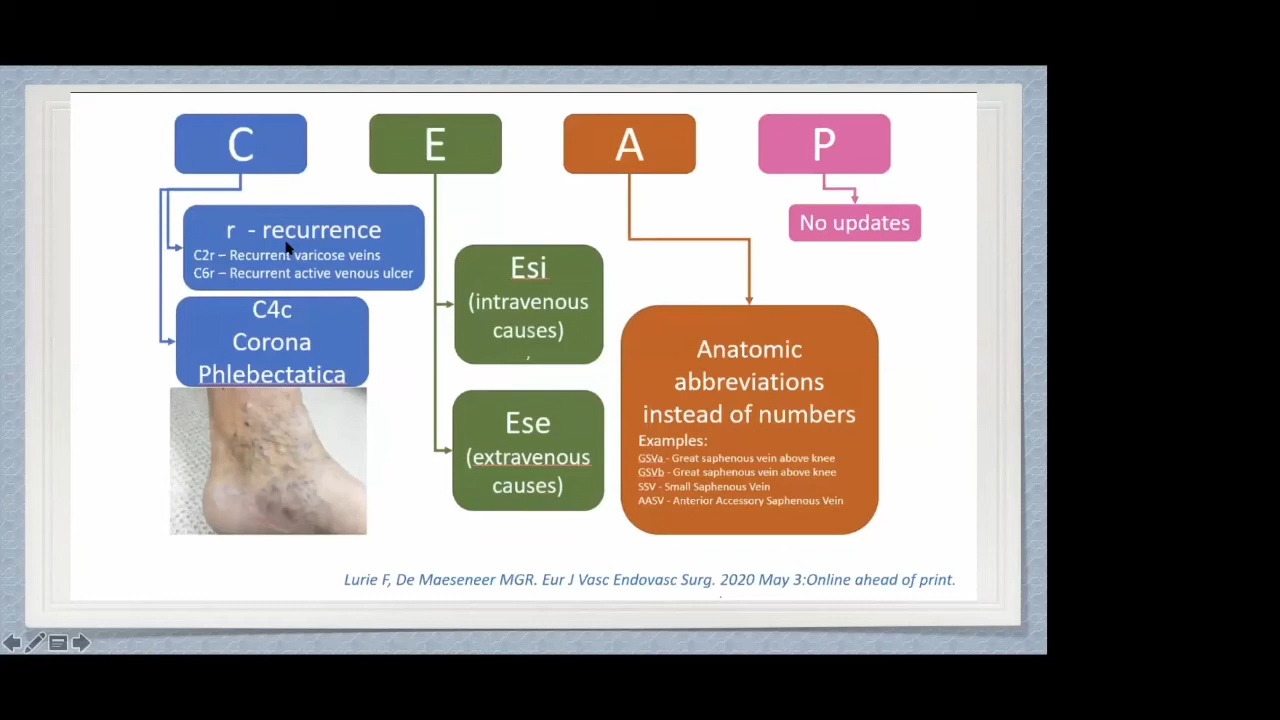 C
E
A
P
r - recurrence
C2r – Recurrent varicose veins
C6r – Recurrent active venous ulcer
C4c
Corona
Phlebectatica
Esi
(intravenous
causes)
,
Ese
(extravenous
causes)
Anatomic
abbreviations
instead of numbers
Examples:
GSVa - Great saphenous vein above knee
GSVb - Great saphenous vein above knee
SSV - Small Saphenous Vein
AASV - Anterior Accessory Saphenous Vein
No updates
Lurie F, De Maeseneer MGR. Eur J Vasc Endovasc Surg. 2020 May 3:Online ahead of print.
.